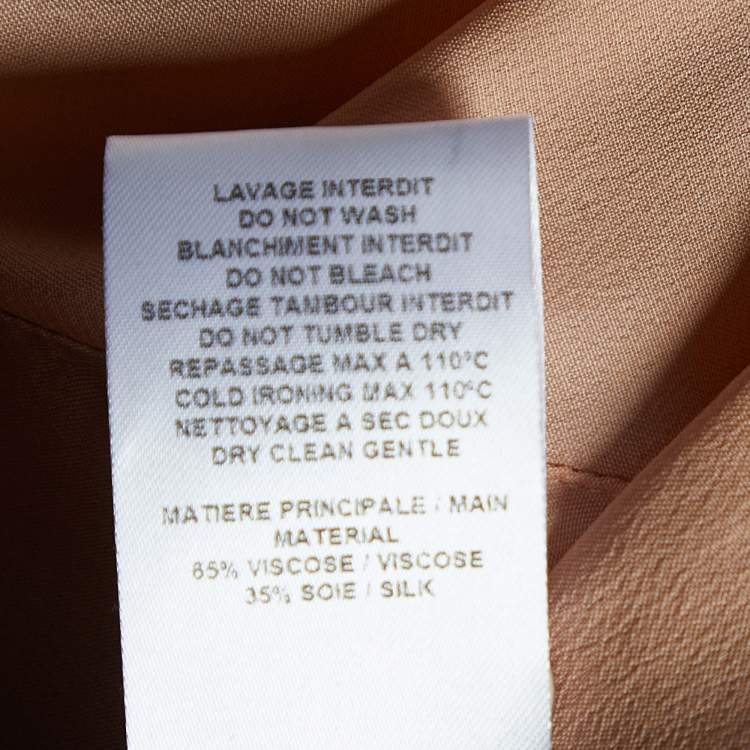 LAVAGE INTERDIT
DO NOT WASH
BLANCHIMENT INTERDIT
DO NOT BLEACH
SECHAGE TAMBOUR INTERDIT
DO NOT TUMBLE DRY
REPASSAGE MAX A 110°C
COLD IRONING MAX 110°C
NETTOYAGE A SEC DOUX
DRY CLEAN GENTLE
MATIERE PRINCIPALE / MAIN
MATERIAL
65% VISCOSE / VISCOSE
35% SOIE / SILK